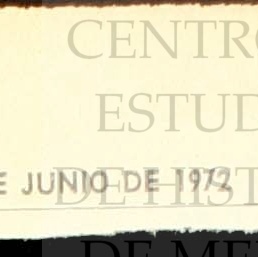 CENTRO
ESTUD
E JUNIO DE 1972
DE HIST
DE ME